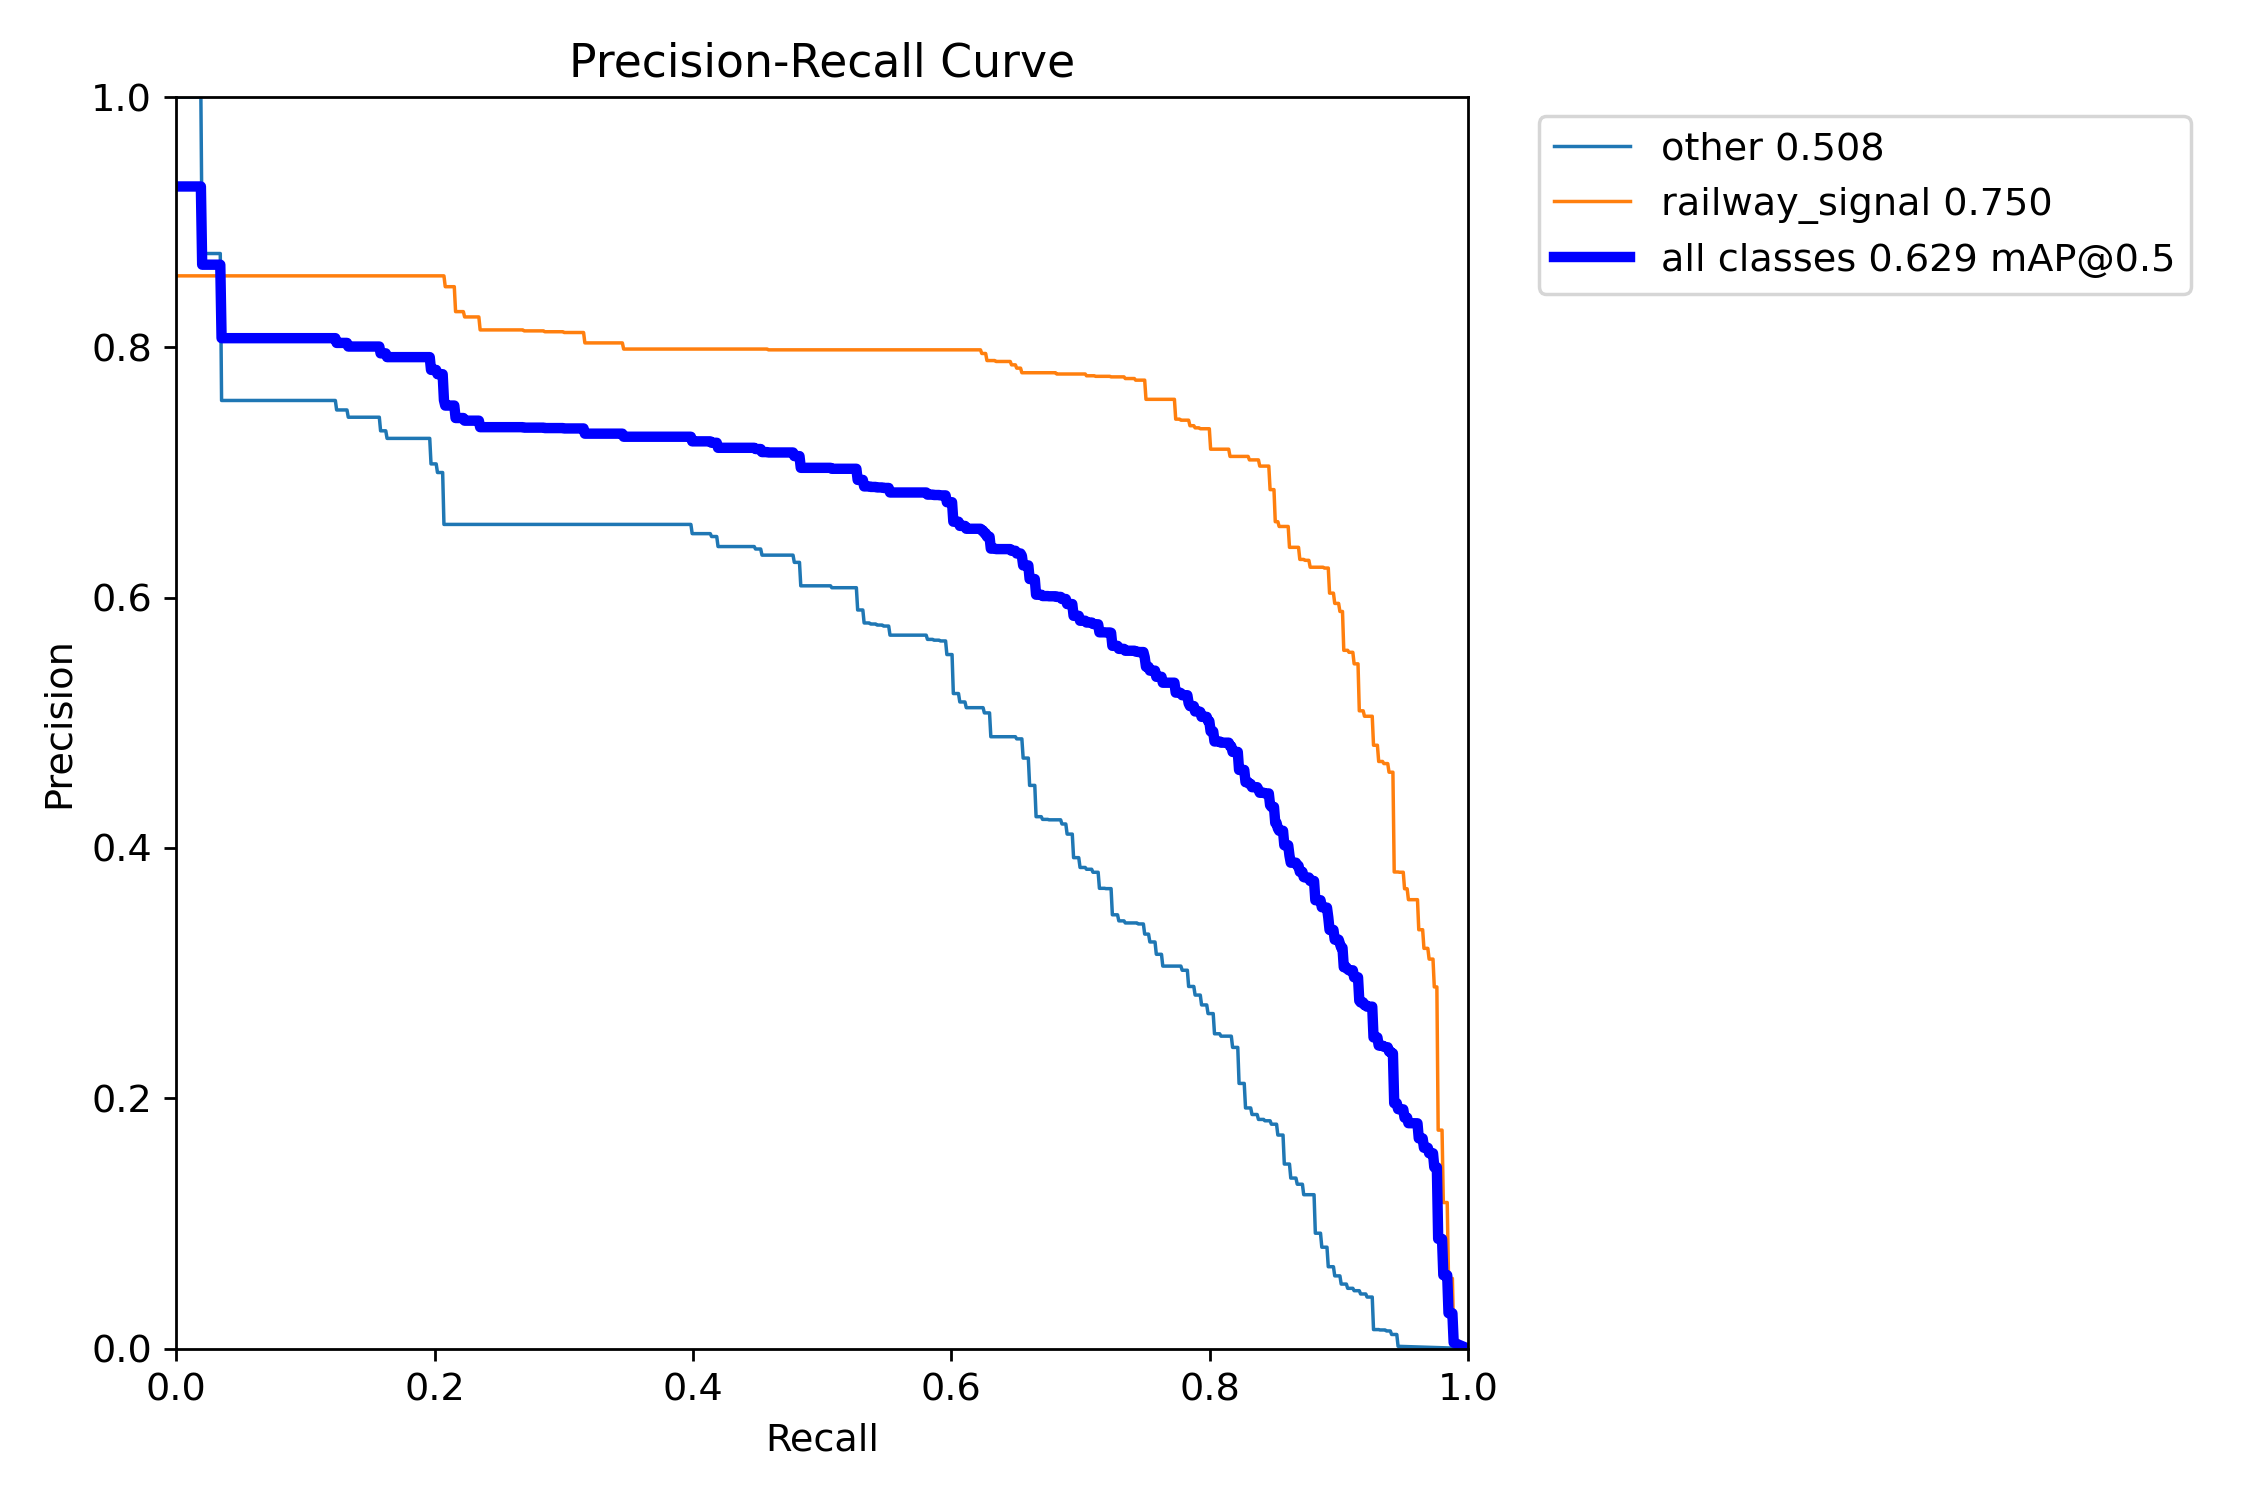 Precision-Recall Curve
1.0
0.8
0.6
0.4
0.2
0.0
Precision
0.0 0.2 0.4 0.6 0.8 1.0
Recall
other 0.508
railway_signal 0.750
all classes 0.629 mAP@0.5